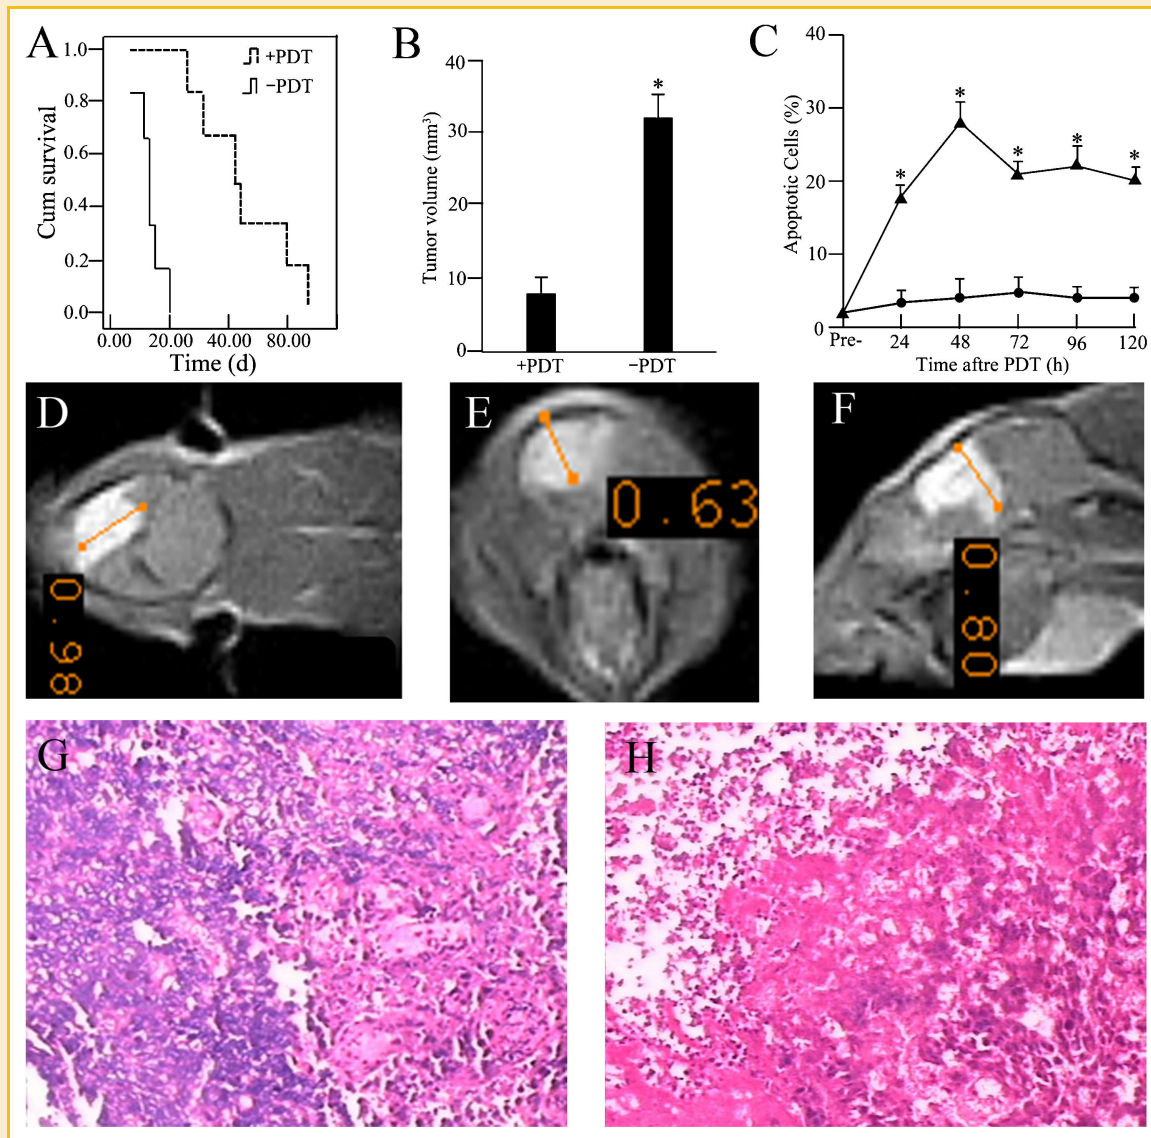 A
1.0
0.8
0.6
0.4
0.2
0.0
Cum survival
+PDT
−PDT
0.00 20.00 40.00 80.00
Time (d)
B
40
30
20
10
0
Tumor volume (mm³)
*
+PDT −PDT
C
40
30
20
10
0
Apoptotic Cells (%)
* * * * *
Pre- 24 48 72 96 120
Time aftre PDT (h)
D
0.98
E
0.63
F
0.80
G
H